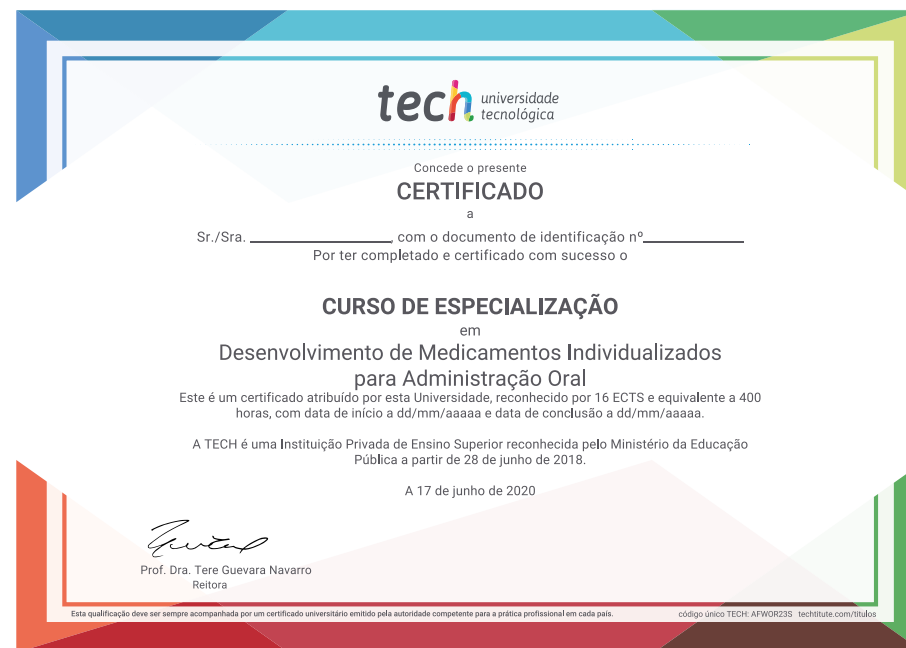 tech universidade
tecnológica
Concede o presente
CERTIFICADO
a
Sr./Sra. ____________________, com o documento de identificação nº______________
Por ter completado e certificado com sucesso o
CURSO DE ESPECIALIZAÇÃO
em
Desenvolvimento de Medicamentos Individualizados
para Administração Oral
Este é um certificado atribuído por esta Universidade, reconhecido por 16 ECTS e equivalente a 400
horas, com data de início a dd/mm/aaaaa e data de conclusão a dd/mm/aaaaa.
A TECH é uma Instituição Privada de Ensino Superior reconhecida pelo Ministério da Educação
Pública a partir de 28 de junho de 2018.
A 17 de junho de 2020
Prof. Dra. Tere Guevara Navarro
Reitora
Esta qualificação deve ser sempre acompanhada por um certificado universitário emitido pela autoridade competente para a prática profissional em cada país. código único TECH: AFWOR23S techtitute.com/titulos